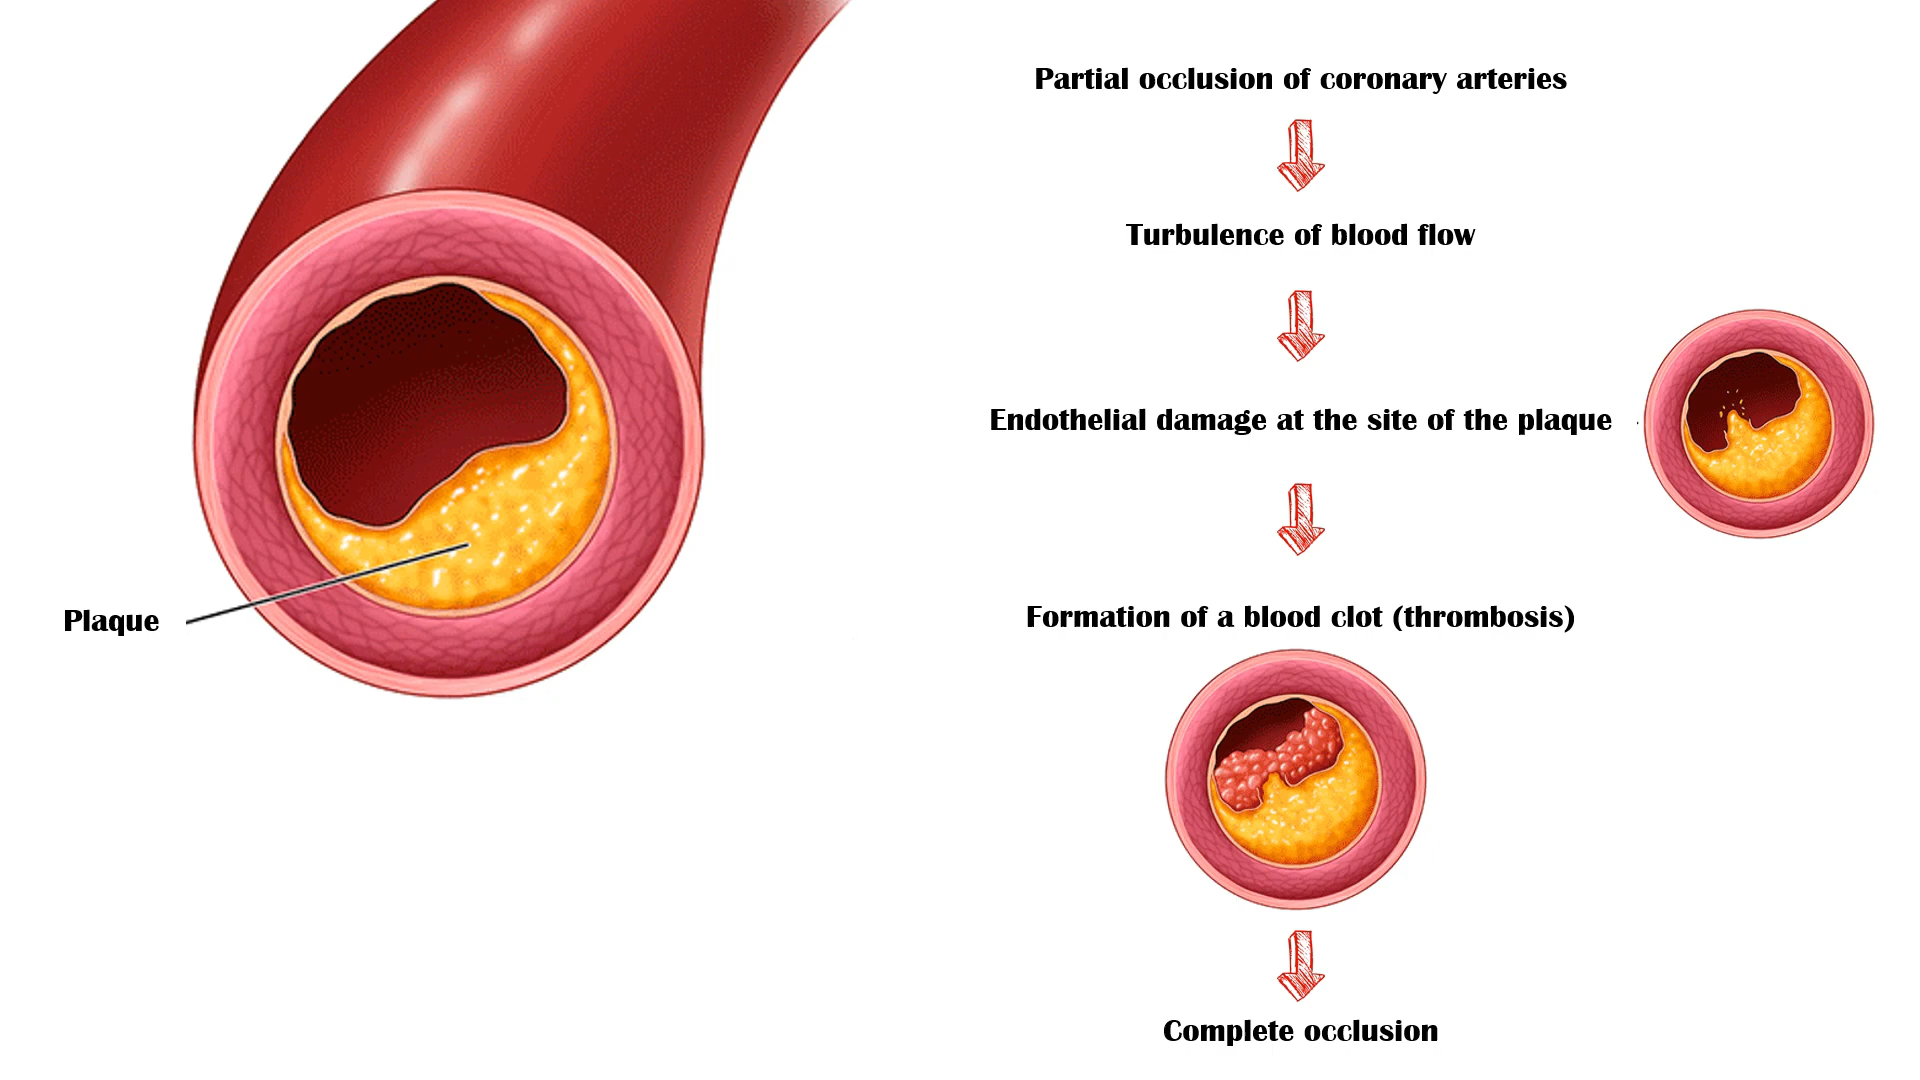 Partial occlusion of coronary arteries
Turbulence of blood flow
Endothelial damage at the site of the plaque
Plaque
Formation of a blood clot (thrombosis)
Complete occlusion